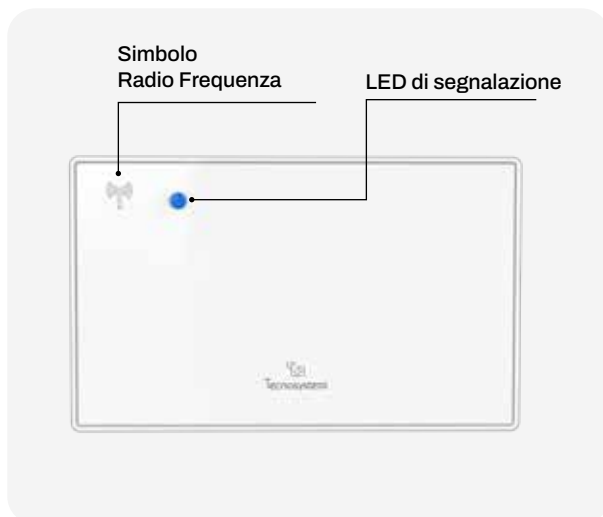 Simbolo
Radio Frequenza
LED di segnalazione
Tecnosystemi